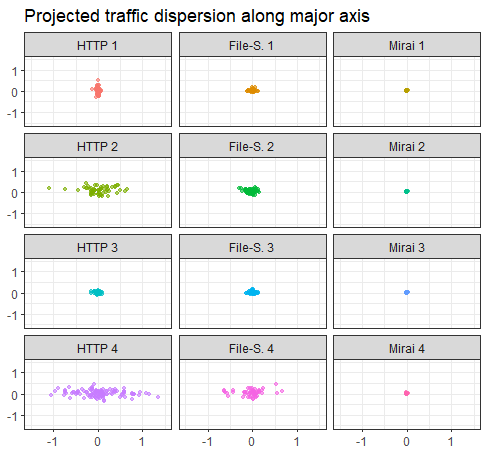 Projected traffic dispersion along major axis
HTTP 1 File-S. 1 Mirai 1
1
0
-1
HTTP 2 File-S. 2 Mirai 2
1
0
-1
HTTP 3 File-S. 3 Mirai 3
1
0
-1
HTTP 4 File-S. 4 Mirai 4
1
0
-1
-1 0 1 -1 0 1 -1 0 1